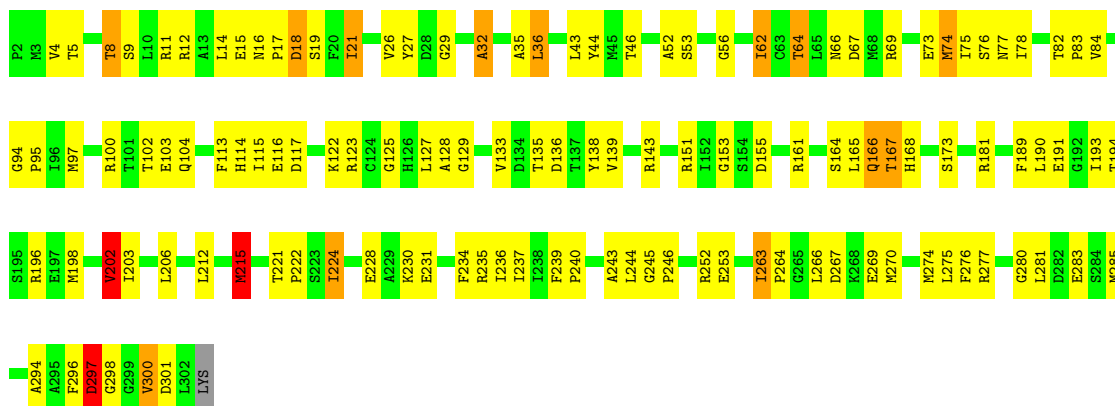 P2 M3 V4 T5 T8 S9 L10 R11 R12 A13 L14 E15 N16 P17 D18 S19 F20 I21 V26 Y27 D28 G29 A32 A35 L36 L43 Y44 M45 T46 A52 S53 G56 I62 C63 T64 L65 N66 D67 M68 R69 E73 M74 I75 S76 N77 I78 T82 P83 V84
G94 P95 I96 M97 R100 T101 T102 E103 Q104 F113 H114 I115 E116 D117 K122 R123 C124 G125 H126 L127 A128 G129 V133 D134 T135 D136 T137 Y138 V139 R143 R151 I152 G153 S154 D155 R161 S164 L165 Q166 T167 H168 S173 R181 F189 L190 E191 G192 I193 T194
S195 R196 E197 M198 V202 I203 L206 L212 M215 T221 P222 S223 I224 E228 A229 K230 E231 F234 R235 I236 I237 I238 F239 P240 A243 L244 G245 P246 R252 E253 I263 P264 G265 L266 D267 K268 E269 M270 M274 L275 F276 R277 G280 L281 D282 E283 S284 M285
A294 A295 F296 D297 G298 G299 V300 D301 L302 LYS